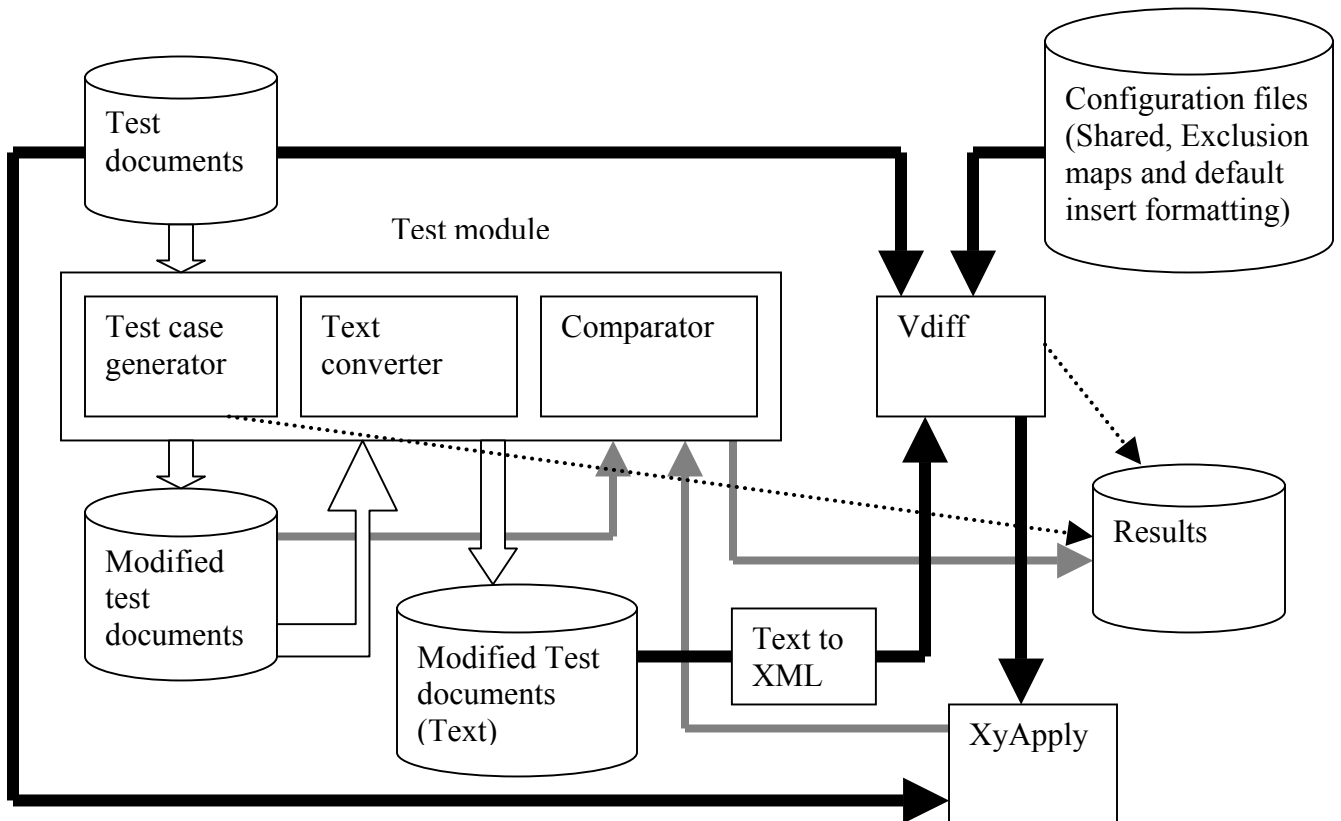 Test
documents
Configuration files
(Shared, Exclusion
maps and default
insert formatting)
Test module
Test case
generator
Text
converter
Comparator
Vdiff
Results
Modified
test
documents
Modified Test
documents
(Text)
Text to
XML
XyApply